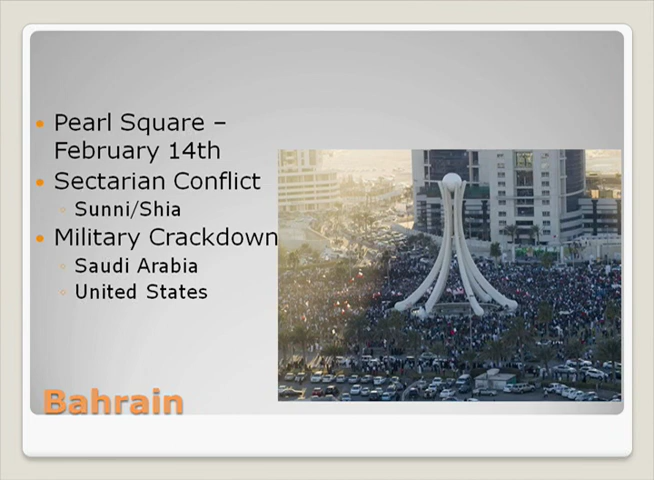 Pearl Square –
February 14th
Sectarian Conflict
Sunni/Shia
Military Crackdown
Saudi Arabia
United States
Bahrain